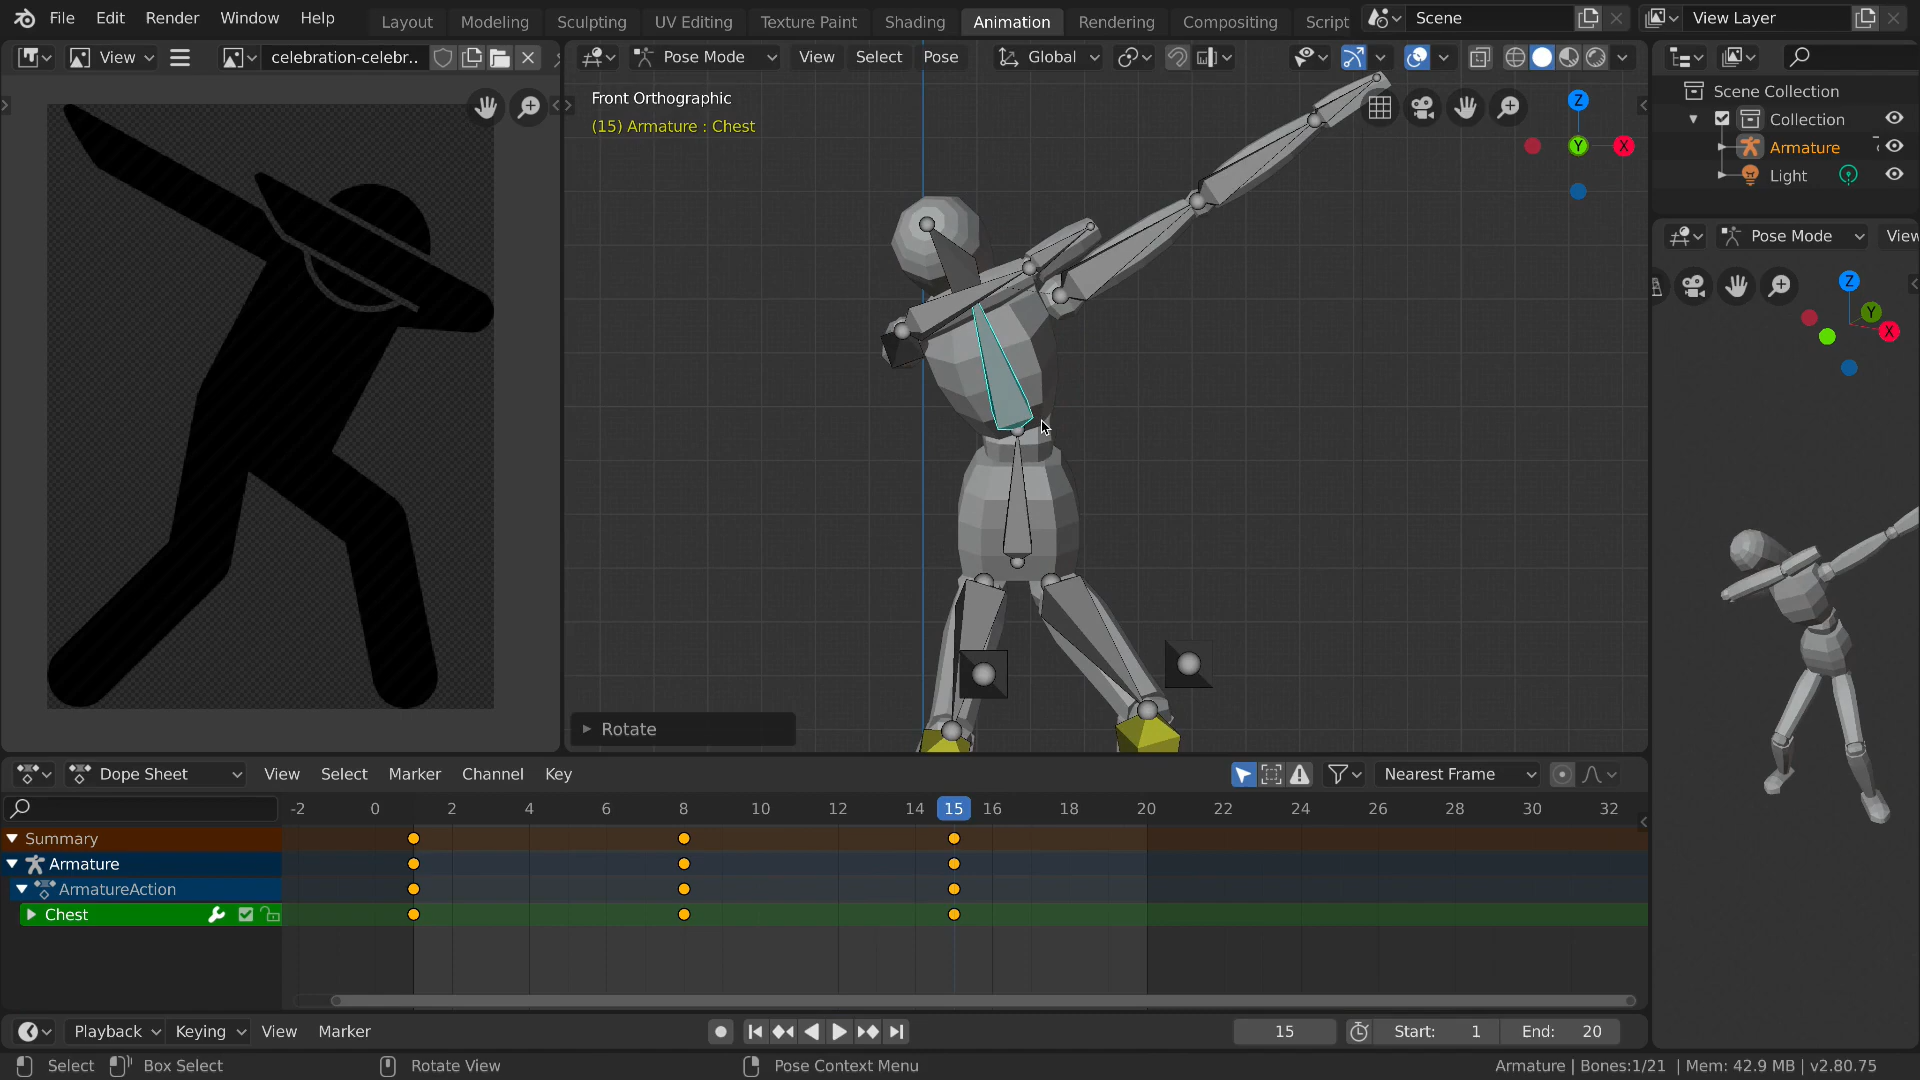 File Edit Render Window Help Layout Modeling Sculpting UV Editing Texture Paint Shading Animation Rendering Compositing Script Scene View Layer
View celebration-celebr.. Pose Mode View Select Pose Global
Front Orthographic
(15) Armature : Chest
Z
Y
X
Scene Collection
Collection
Armature
Light
Pose Mode View
Z
Y
X
Rotate
Dope Sheet View Select Marker Channel Key Nearest Frame
-2 0 2 4 6 8 10 12 14 15 16 18 20 22 24 26 28 30 32
Summary
Armature
ArmatureAction
Chest
Playback Keying View Marker 15 Start: 1 End: 20
Select Box Select Rotate View Pose Context Menu Armature | Bones:1/21 | Mem: 42.9 MB | v2.80.75